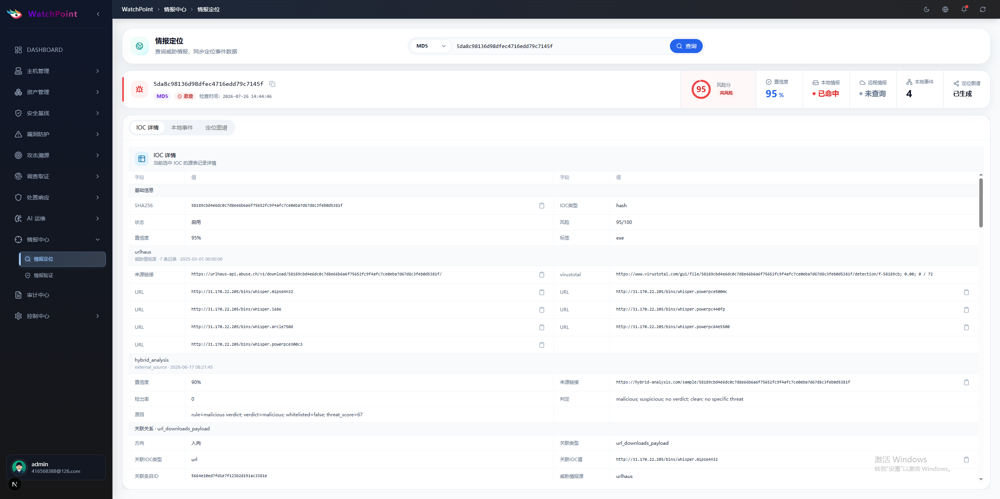 WatchPoint
DASHBOARD
主机管理
资产管理
安全基线
漏洞防护
攻击溯源
调查取证
处置响应
AI 运维
情报中心
情报定位
情报验证
审计中心
控制中心
admin
416568388@126.com
N
WatchPoint › 情报中心 › 情报定位
情报定位
查询威胁情报，同步定位事件数据
MD5 5da8c98136d98dfec4716edd79c7145f 查询
5da8c98136d98dfec4716edd79c7145f
MD5 恶意 检查时间: 2026-07-26 14:44:46
95 风险分 高风险
置信度 95 %
本地情报 已命中
远程情报 未查询
本地事件 4
定位图谱 已生成
IOC 详情 本地事件 定位图谱
IOC 详情
当前选中 IOC 的源表记录详情
字段 值 字段 值
基础信息
SHA256 58189cbd4e6dc0c7d8e66b6a6f75652fc9f4afc7ce0eba7d67d8c3feb0d5381f IOC类型 hash
状态 启用 风险 95/100
置信度 95% 标签 exe
urlhaus
威胁情报源 · 7 条记录 · 2025-03-01 00:00:00
来源链接 https://urlhaus-api.abuse.ch/v1/download/58189cbd4e6dc0c7d8e66b6a6f75652fc9f4afc7ce0eba7d67d8c3feb0d5381f/ virustotal https://www.virustotal.com/gui/file/58189cbd4e6dc0c7d8e66b6a6f75652fc9f4afc7ce0eba7d67d8c3feb0d5381f/detection/f-58189cb; 0.00; 0 / 72
URL http://31.170.22.205/bins/whisper.mips64n32 URL http://31.170.22.205/bins/whisper.powerpce500mc
URL http://31.170.22.205/bins/whisper.i686 URL http://31.170.22.205/bins/whisper.powerpc440fp
URL http://31.170.22.205/bins/whisper.arcle750d URL http://31.170.22.205/bins/whisper.powerpc64e5500
URL http://31.170.22.205/bins/whisper.powerpce300c3
hybrid_analysis
external_source · 2026-06-17 08:21:45
置信度 90% 来源链接 https://hybrid-analysis.com/sample/58189cbd4e6dc0c7d8e66b6a6f75652fc9f4afc7ce0eba7d67d8c3feb0d5381f
检出率 0 判定 malicious; suspicious; no verdict; clean; no specific threat
原因 rule=malicious verdict; verdict=malicious; whitelisted=false; threat_score=67
关联关系 · url_downloads_payload
方向 入向 关联类型 url_downloads_payload
关联IOC类型 url 关联IOC值 http://31.170.22.205/bins/whisper.mips64n32
关联条目ID 5664e10ed7fd1e7f123b2d191ac3381e 威胁情报源 urlhaus
激活 Windows
转到"设置"以激活 Windows。